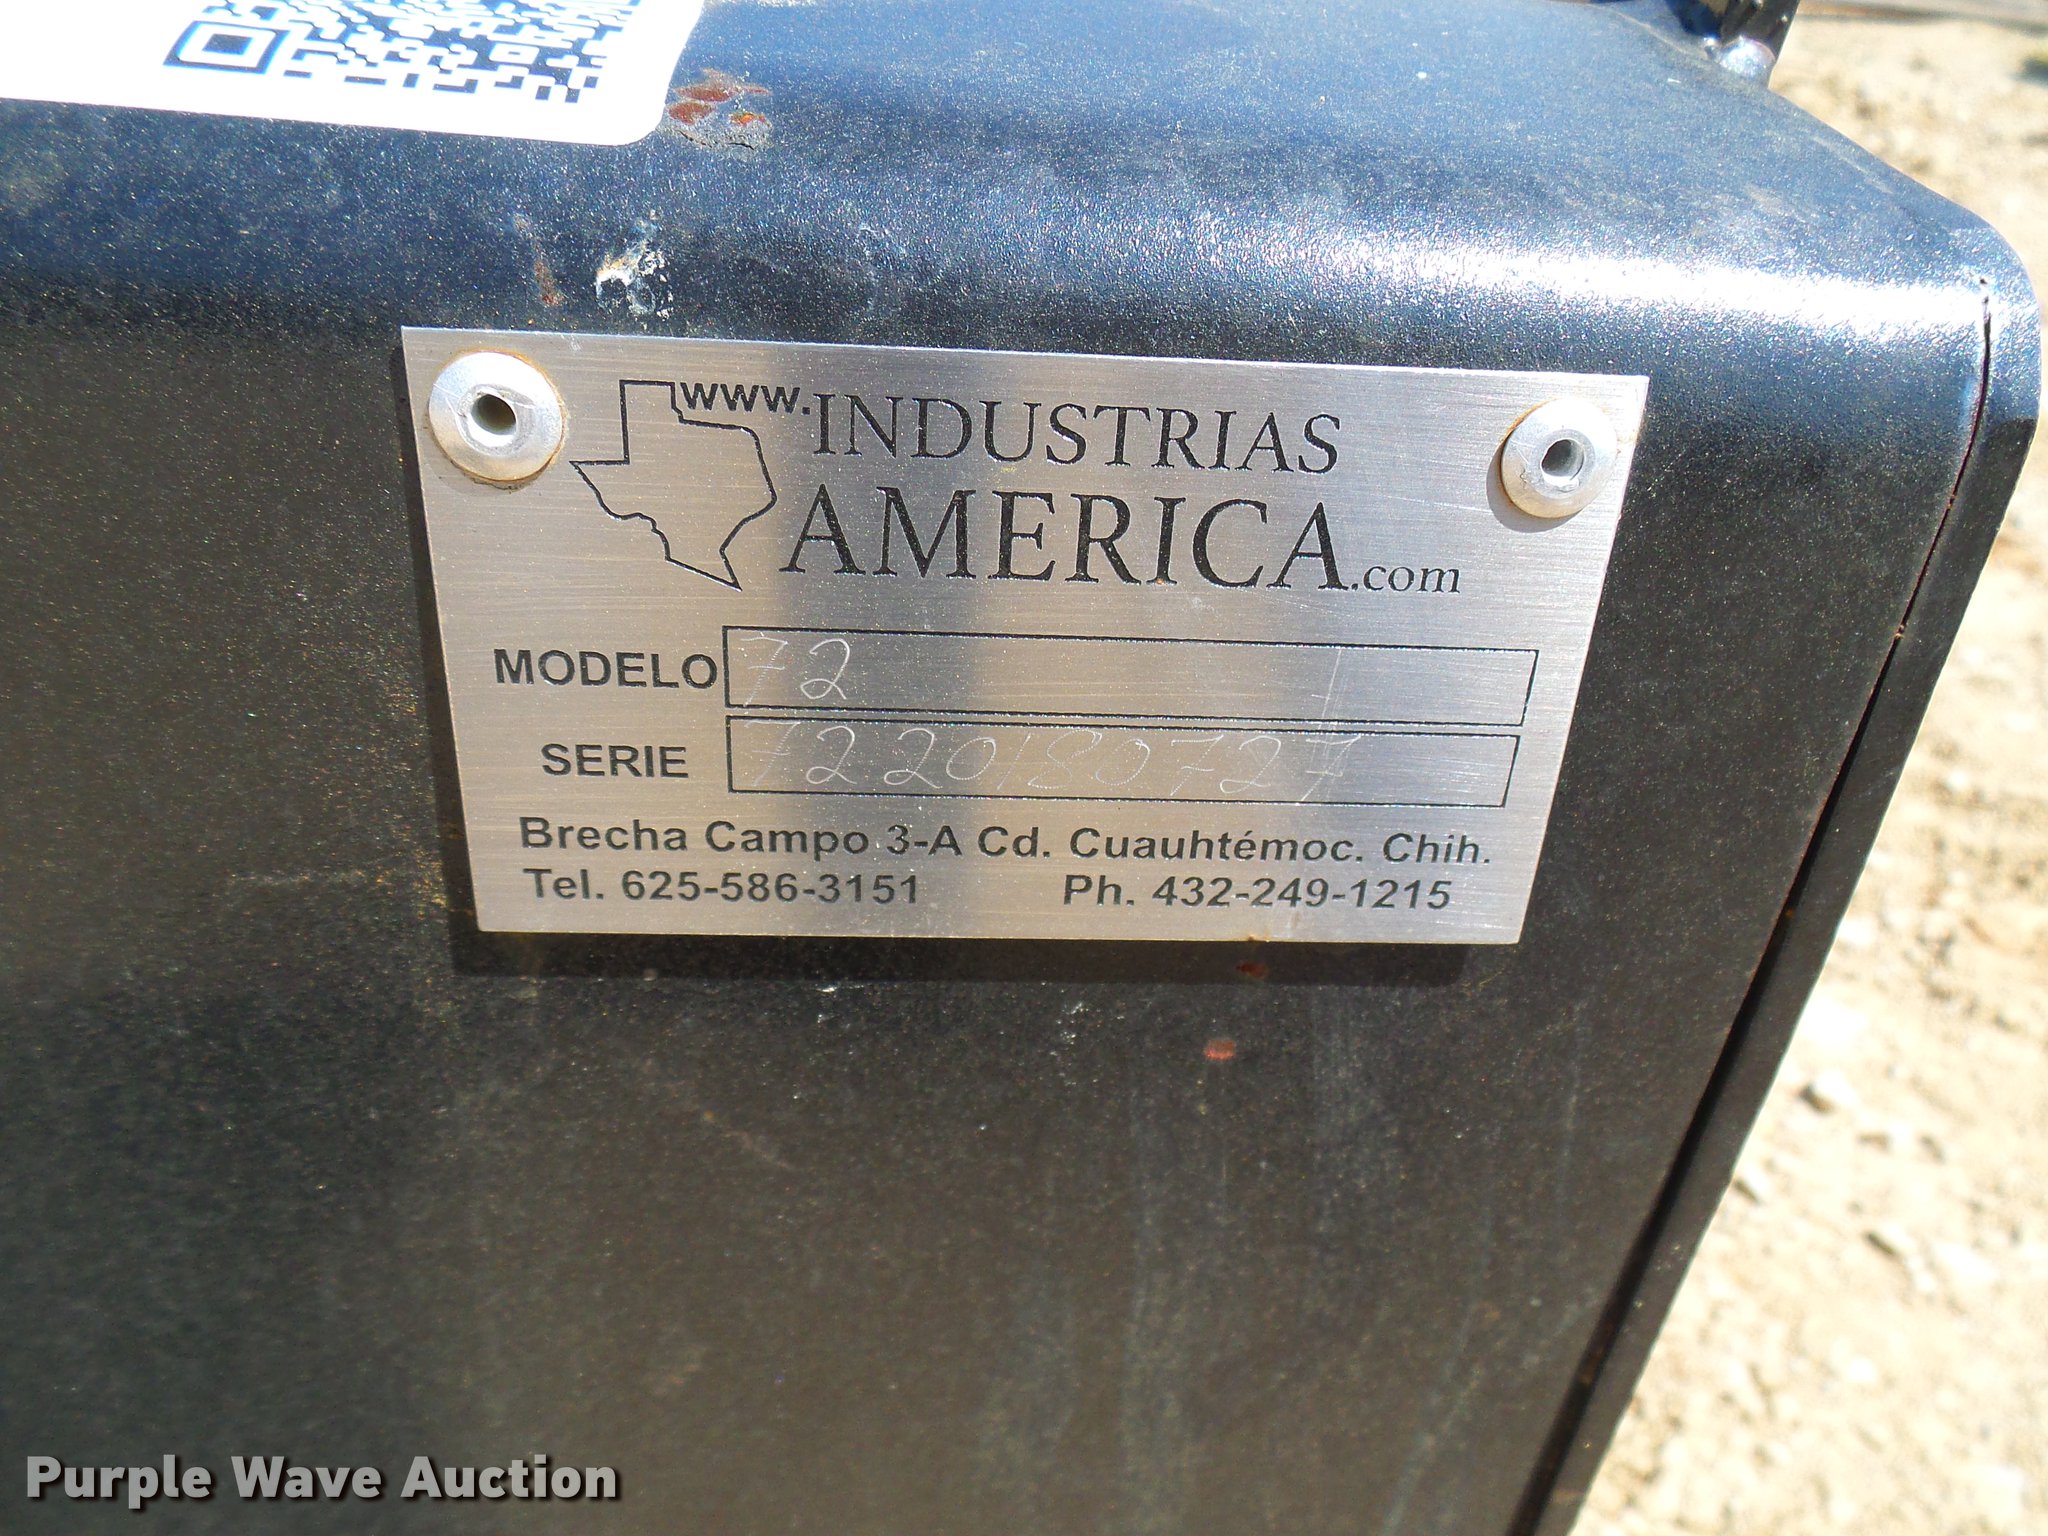 www.INDUSTRIAS
AMERICA.com
MODELO 72
SERIE 7220180727
Brecha Campo 3-A Cd. Cuauhtémoc. Chih.
Tel. 625-586-3151 Ph. 432-249-1215
Purple Wave Auction